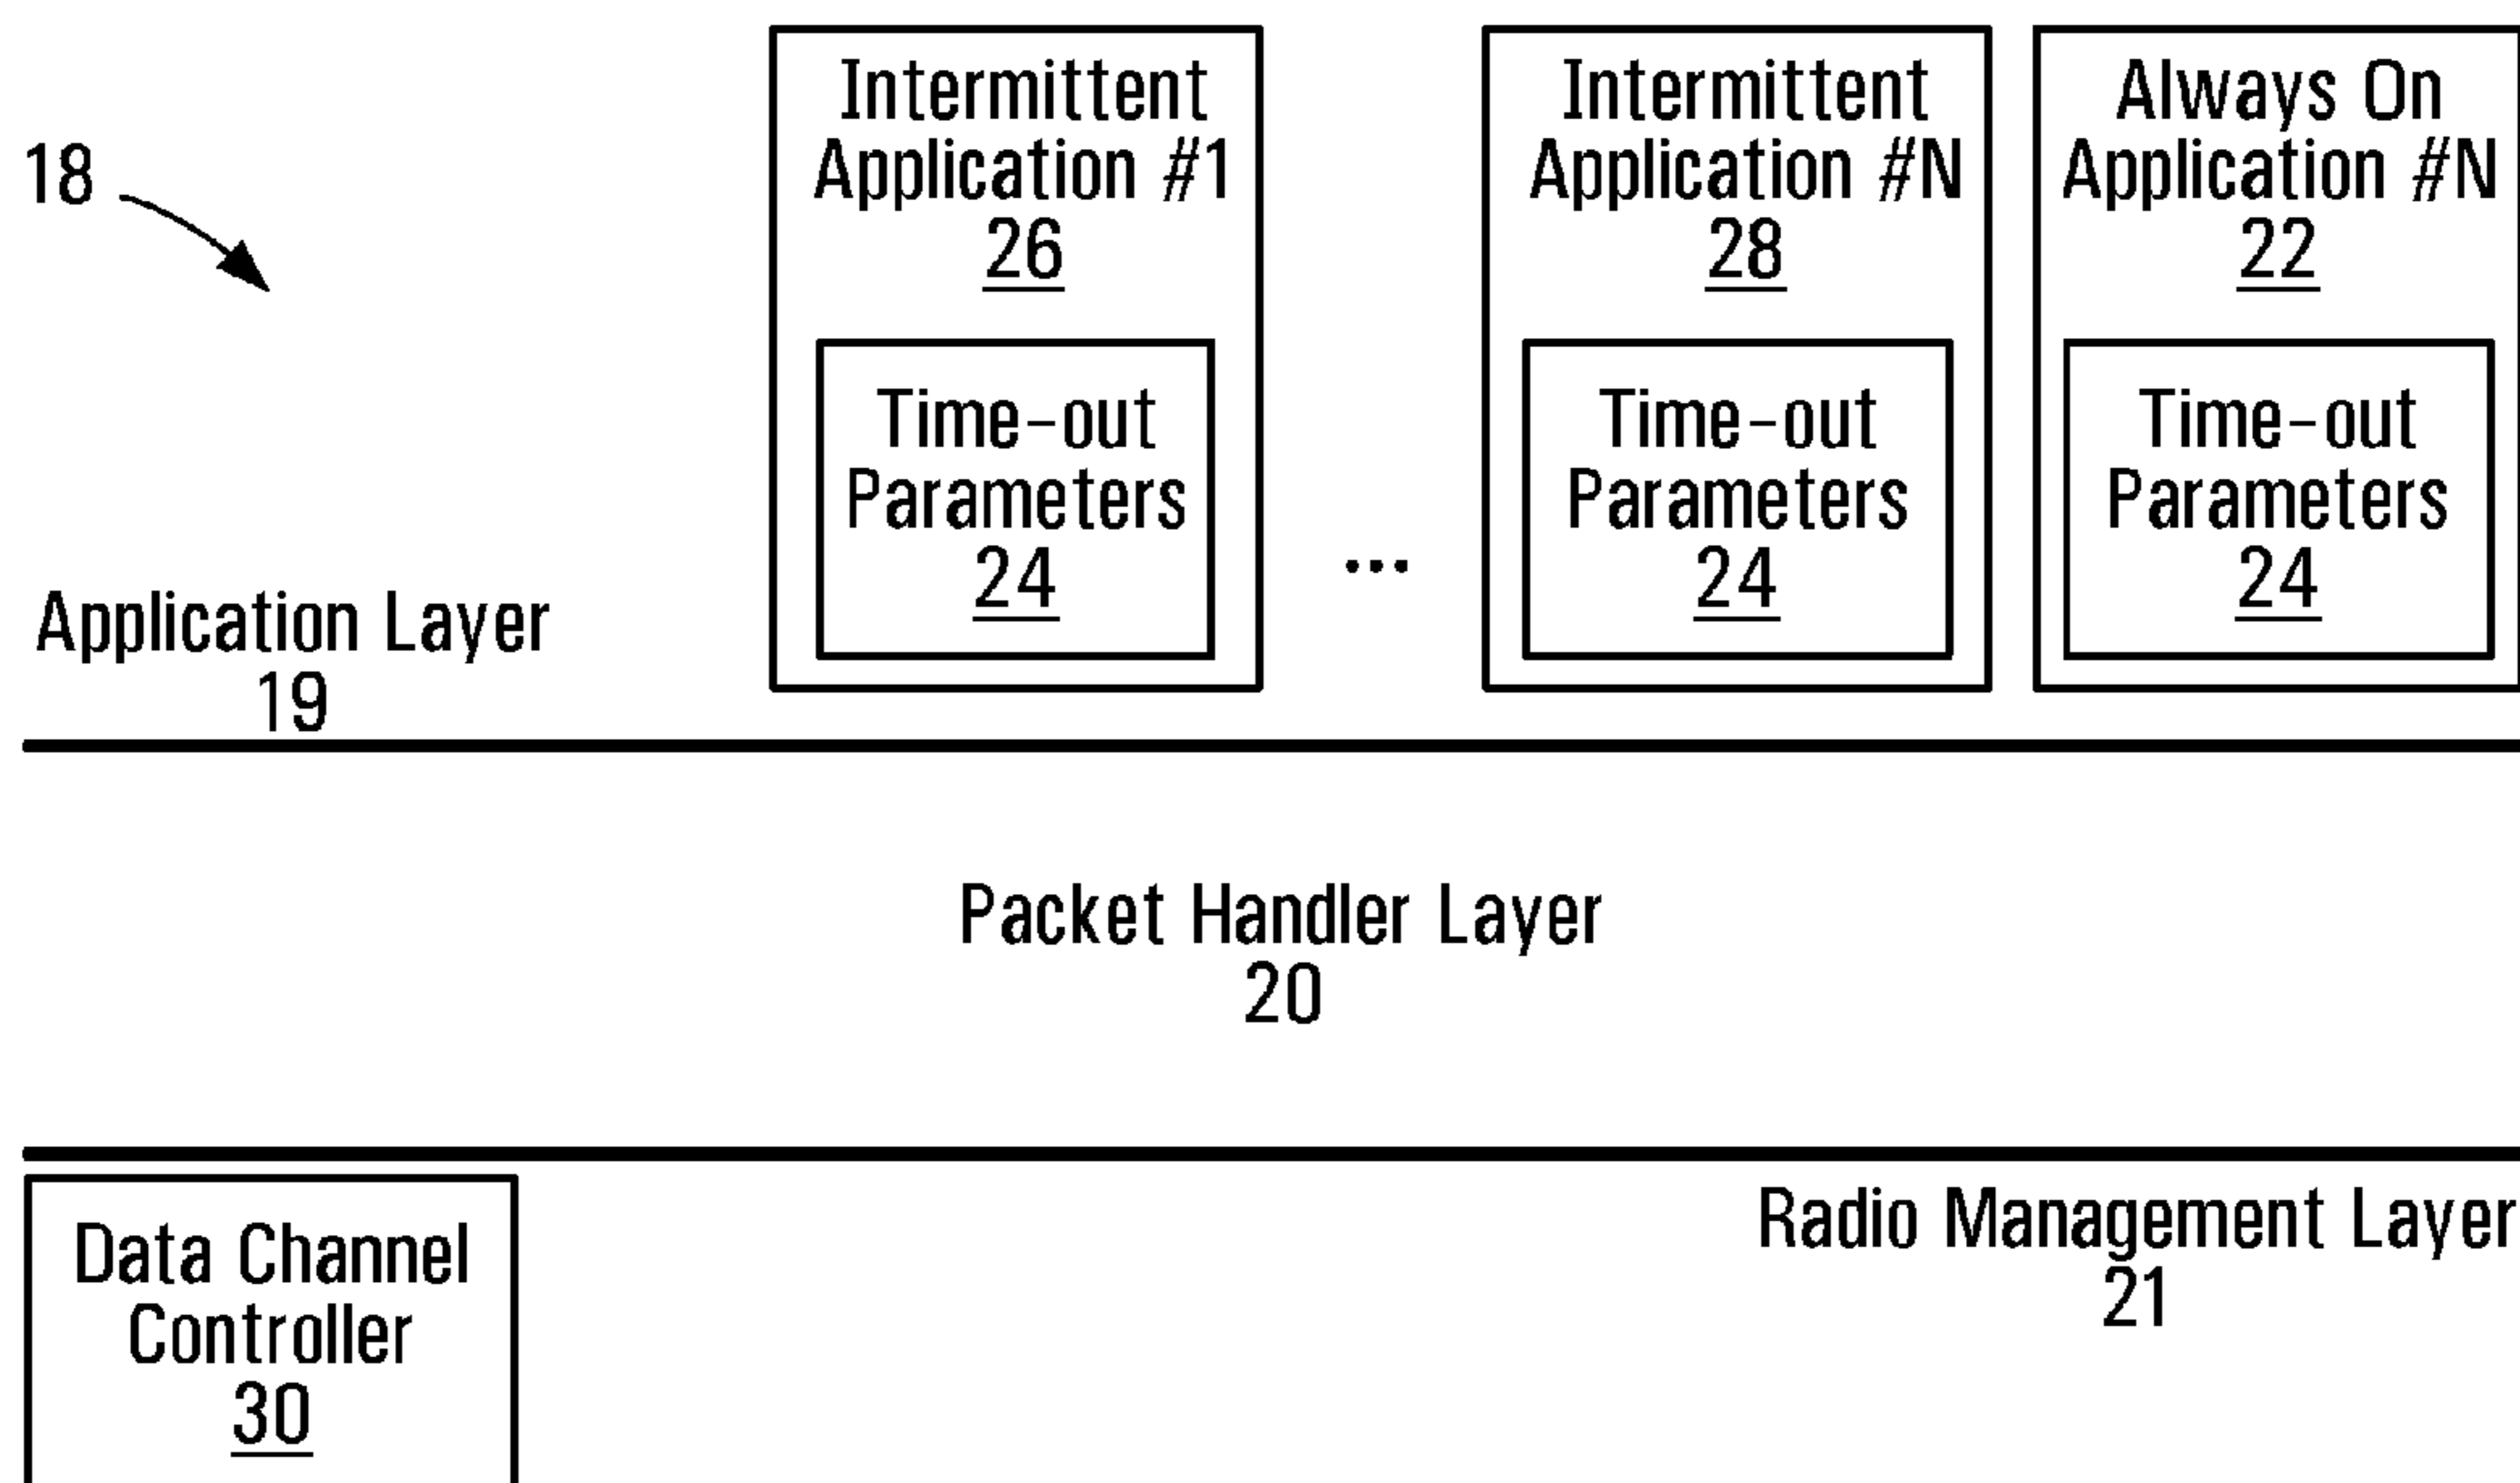 18
Intermittent
Application #1
26
Time-out
Parameters
24
...
Intermittent
Application #N
28
Time-out
Parameters
24
Always On
Application #N
22
Time-out
Parameters
24
Application Layer
19
Packet Handler Layer
20
Data Channel
Controller
30
Radio Management Layer
21